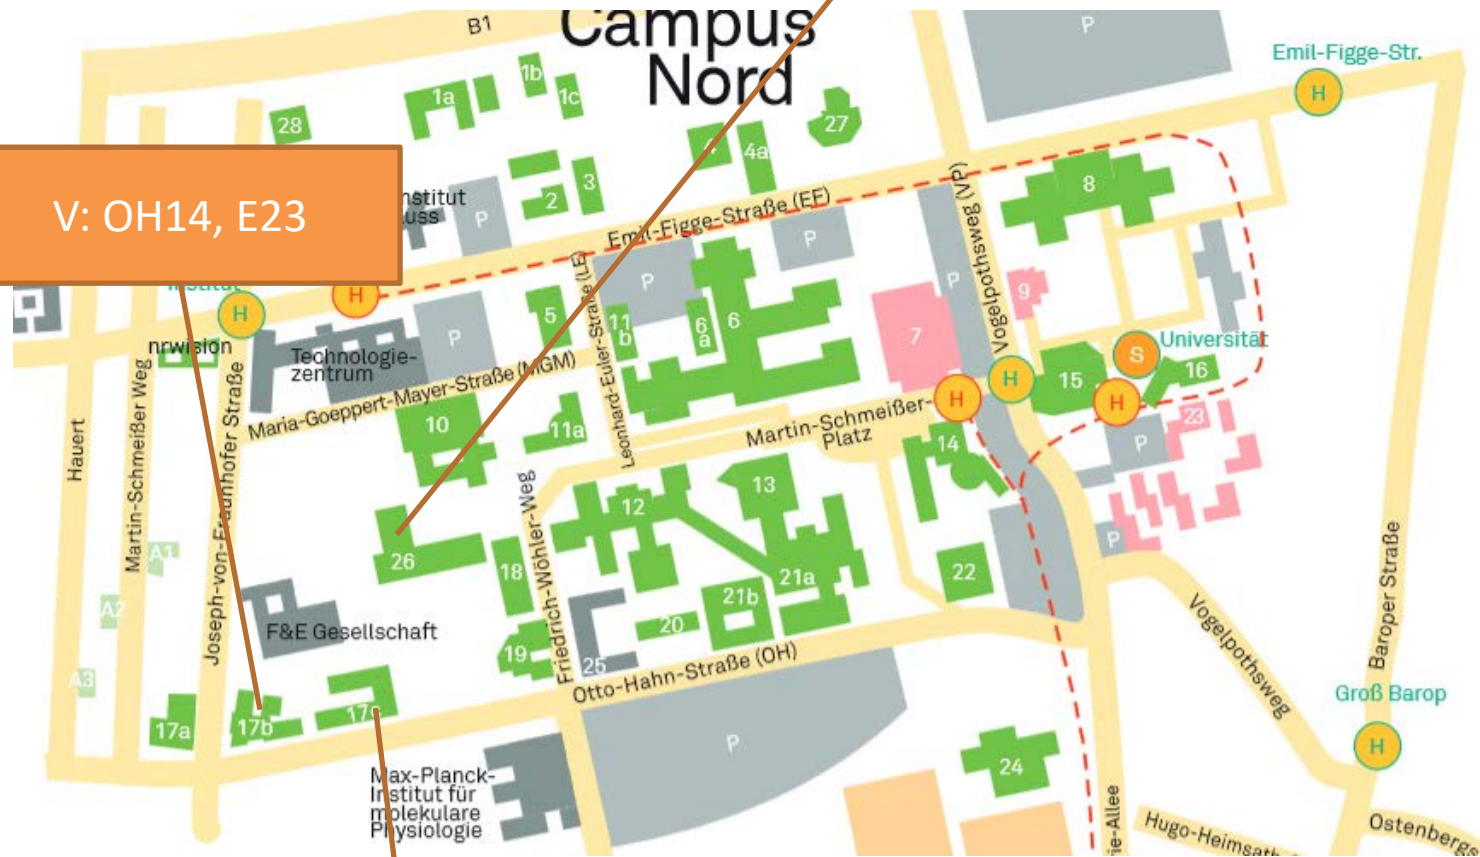 B1
Campus
Nord
Emil-Figge-Str.
P
H
1b
1a
1c
28
27
4
4a
V: OH14, E23
3
2
P
8
Emil-Figge-Straße (EF)
P
P
P
Vogelpothsweg (VP)
9
H
H
5
11
b
6
a
6
7
nrwision
Technologie-
zentrum
P
Maria-Goeppert-Mayer-Straße (MGM)
Leonhard-Euler-Straße (LE)
Universität
S
H
15
16
H
H
10
11a
Martin-Schmeißer-
Platz
14
P
23
Hauert
Martin-Schmeißer Weg
Joseph-von-Fraunhofer Straße
Friedrich-Wöhler-Weg
12
13
A1
26
18
21a
22
P
A2
21b
20
F&E Gesellschaft
19
25
Otto-Hahn-Straße (OH)
Vogelpothsweg
Baroper Straße
A3
17a
17b
17c
P
Groß Barop
H
24
Max-Planck-
Institut für
molekulare
Physiologie
ie-Allee
Hugo-Heimsoth
Ostenbergs